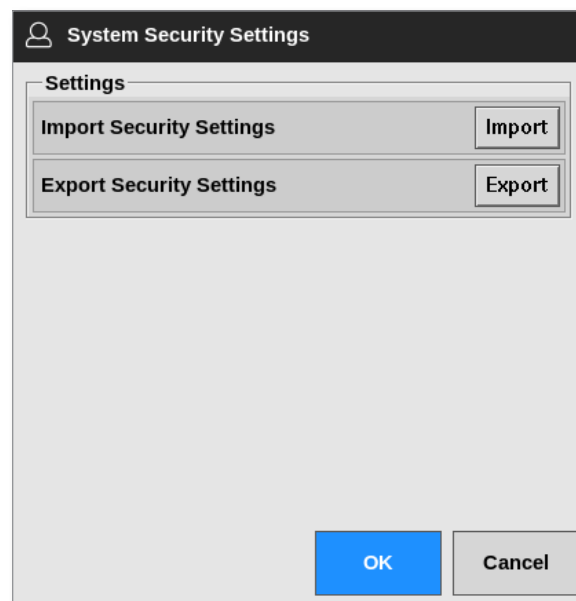 System Security Settings
Settings
Import Security Settings Import
Export Security Settings Export
OK Cancel